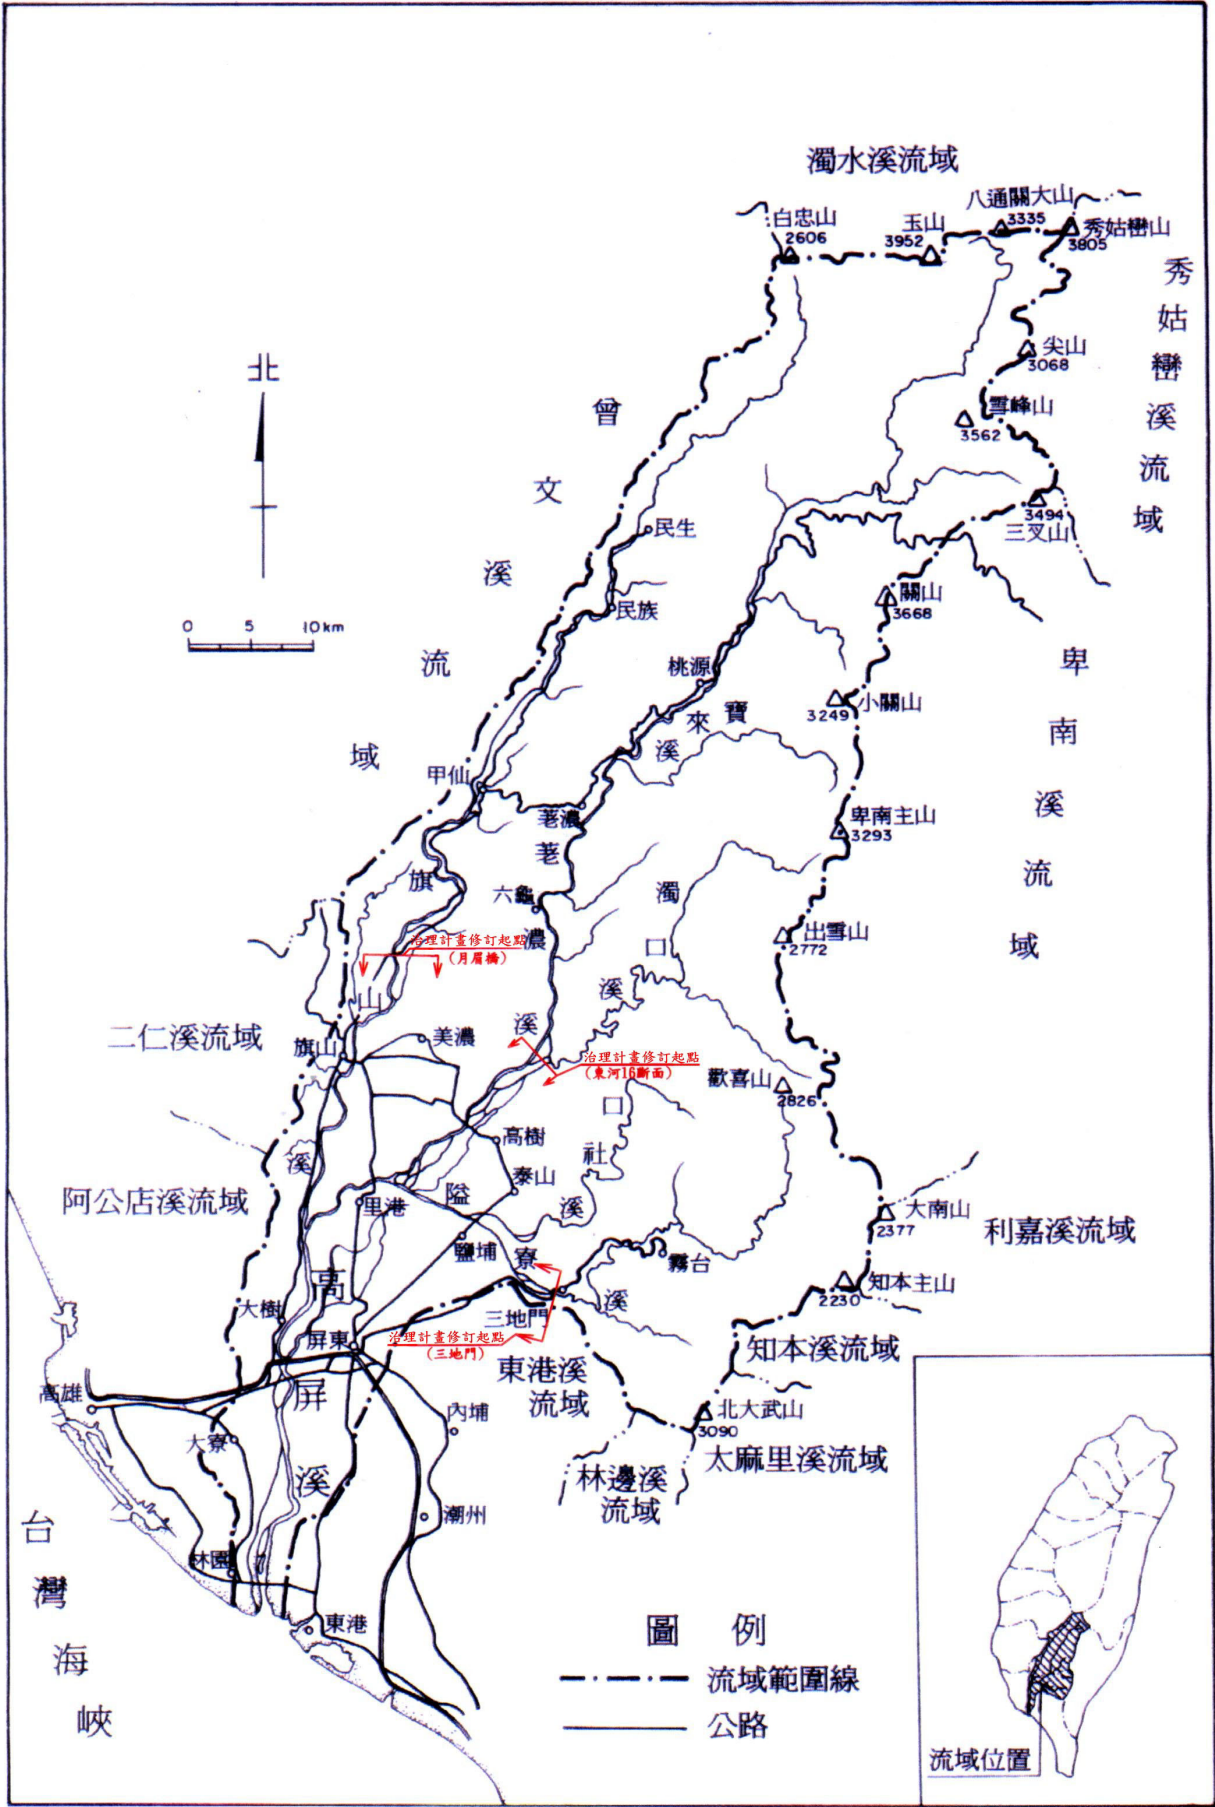 濁水溪流域
八通關大山
3335
白忠山
2606
玉山
3952
秀姑巒山
3805
秀姑巒溪流域
尖山
3068
雪峰山
3562
3494
三叉山
關山
3668
小關山
3249
卑南主山
3293
出雪山
2772
歡喜山
2826
大南山
2377
知本主山
2230
北大武山
3090
北
0 5 10km
曾文溪流域
卑南溪流域
民生
民族
桃源
寶來溪
甲仙
荖濃
六龜
荖濃溪
濁口溪
旗山溪
治理計畫修訂起點
(月眉橋)
二仁溪流域
旗山
美濃
治理計畫修訂起點
(東河16斷面)
口社溪
高樹
泰山
阿公店溪流域
里港
隘寮溪
鹽埔
霧台
利嘉溪流域
三地門
治理計畫修訂起點
(三地門)
大樹
屏東
高屏溪
高雄
大寮
內埔
潮州
林園
東港
東港溪
流域
知本溪流域
太麻里溪流域
林邊溪
流域
台灣海峽
圖例
流域範圍線
公路
流域位置